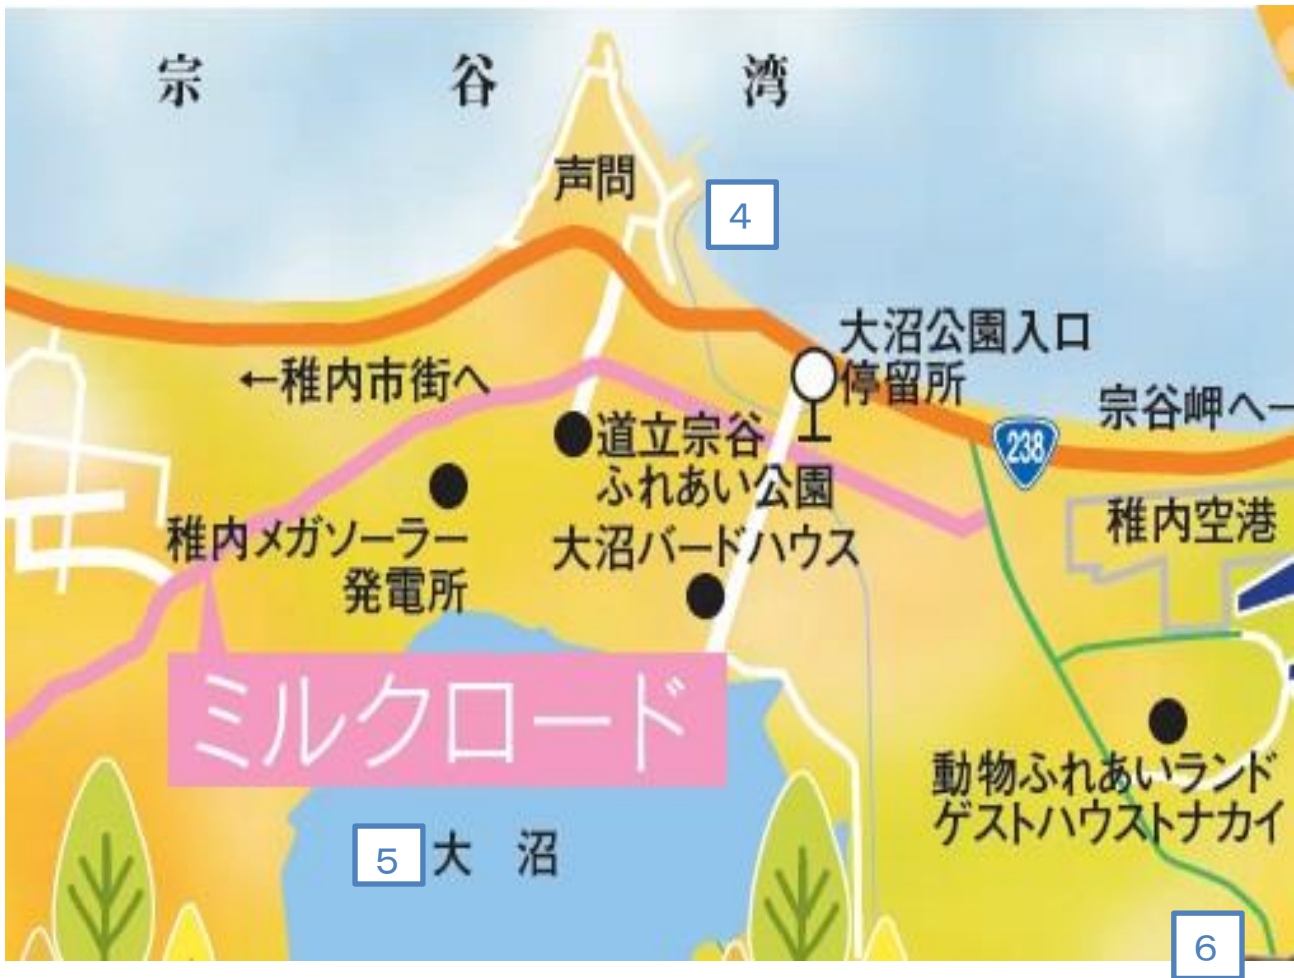 宗谷湾
声問
4
大沼公園入口
停留所
←稚内市街へ
宗谷岬へ
238
道立宗谷
ふれあい公園
稚内メガソーラー
発電所
大沼バードハウス
稚内空港
ミルクロード
動物ふれあいランド
ゲストハウストナカイ
5
大沼
6